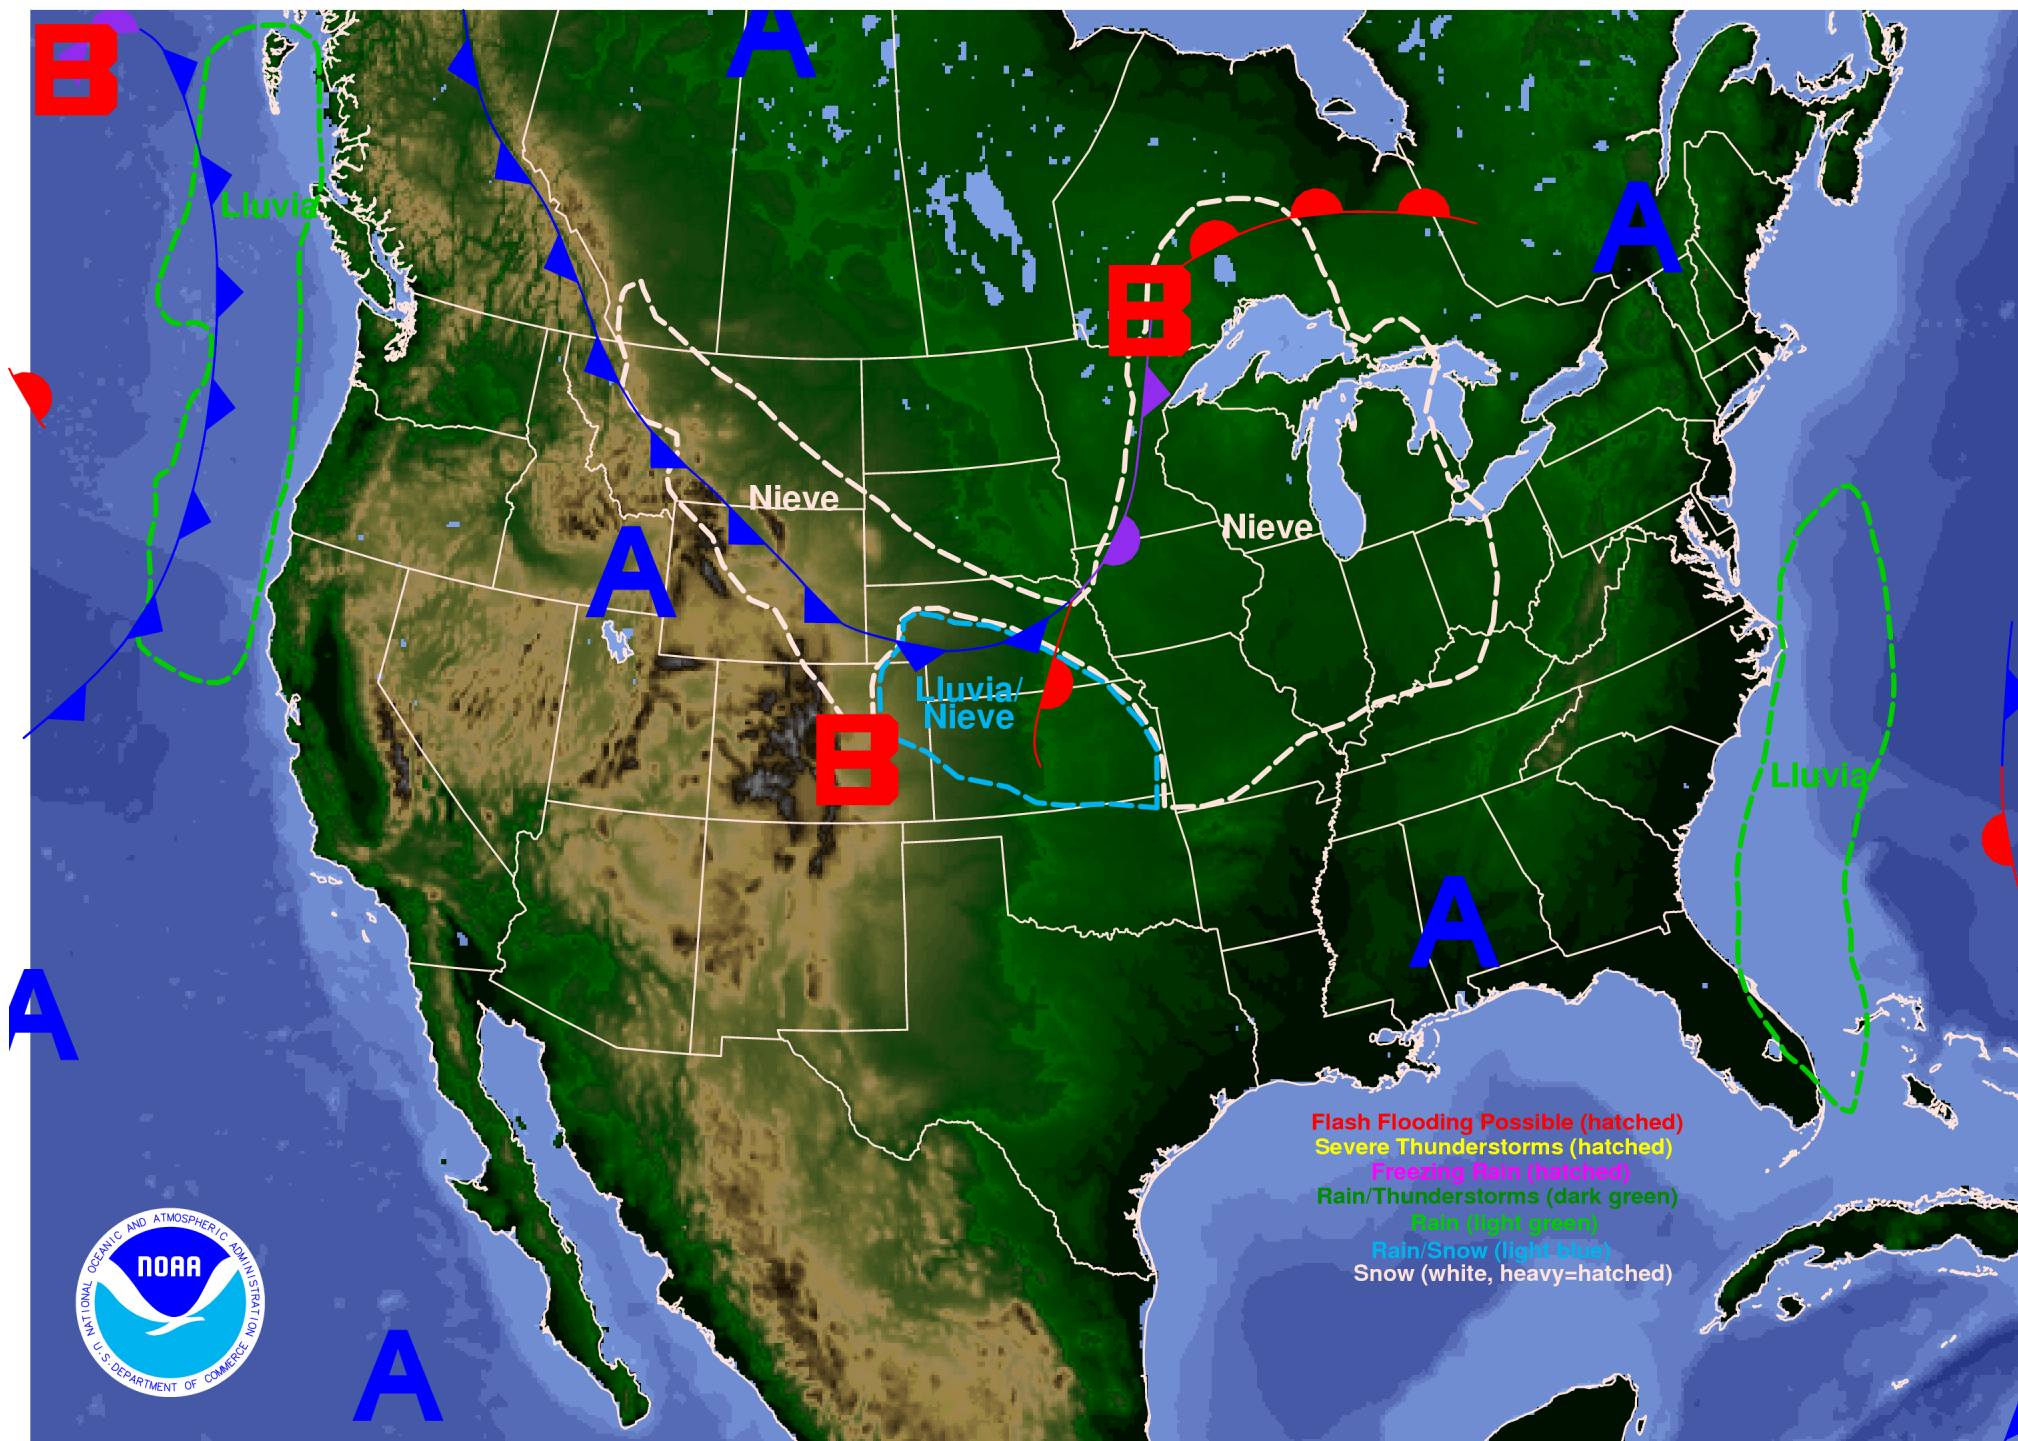 A
B
Lluvia
A
B
Nieve
Nieve
A
Lluvia/
Nieve
B
Lluvia
A
A
Flash Flooding Possible (hatched)
Severe Thunderstorms (hatched)
Freezing Rain (hatched)
Rain/Thunderstorms (dark green)
Rain (light green)
Rain/Snow (light blue)
Snow (white, heavy=hatched)
NATIONAL OCEANIC AND ATMOSPHERIC ADMINISTRATION
NOAA
U.S. DEPARTMENT OF COMMERCE
A
A